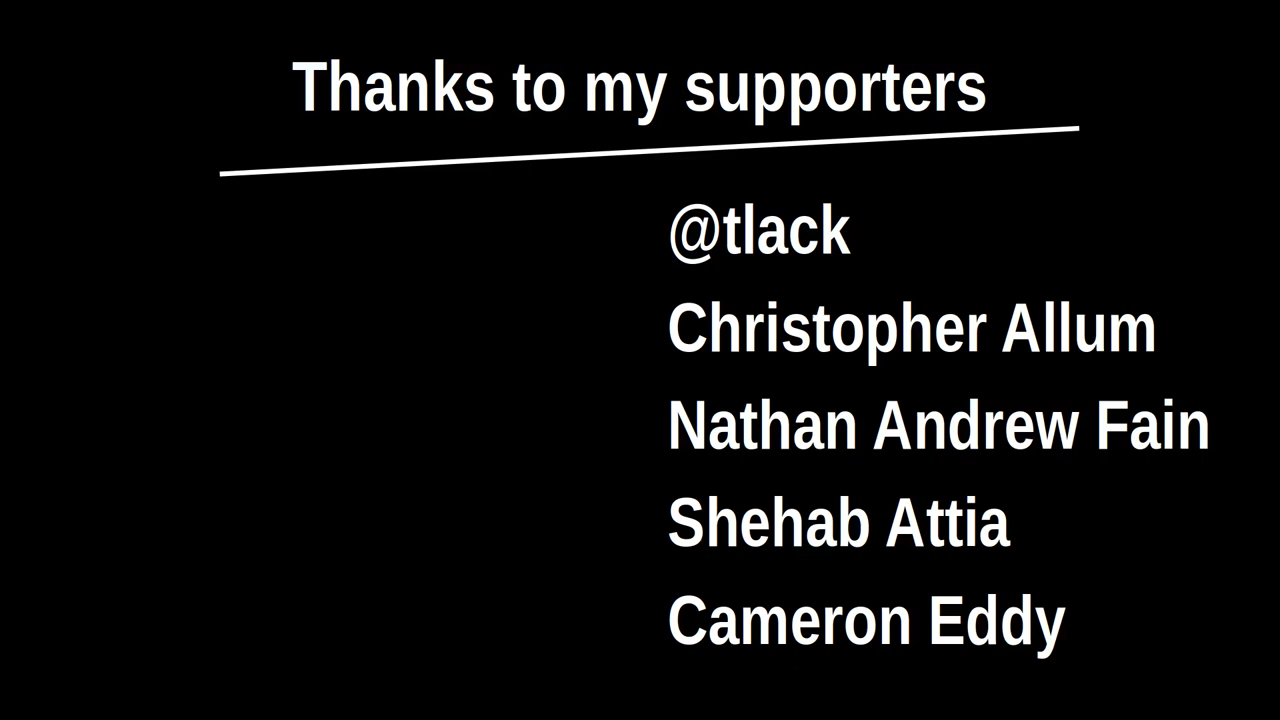 Thanks to my supporters
@tlack
Christopher Allum
Nathan Andrew Fain
Shehab Attia
Cameron Eddy